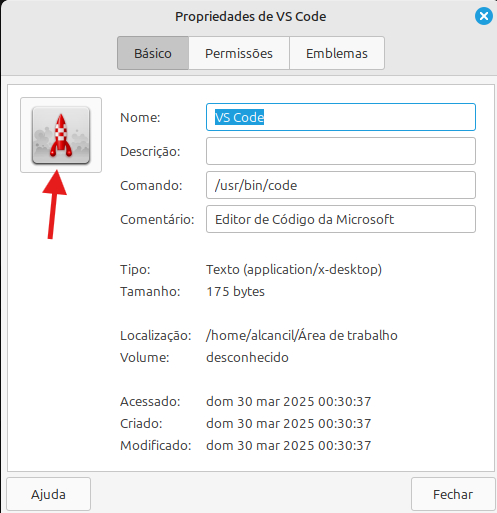 Propriedades de VS Code
Básico Permissões Emblemas
Nome: VS Code
Descrição:
Comando: /usr/bin/code
Comentário: Editor de Código da Microsoft
Tipo: Texto (application/x-desktop)
Tamanho: 175 bytes
Localização: /home/alcancil/Área de trabalho
Volume: desconhecido
Acessado: dom 30 mar 2025 00:30:37
Criado: dom 30 mar 2025 00:30:37
Modificado: dom 30 mar 2025 00:30:37
Ajuda Fechar